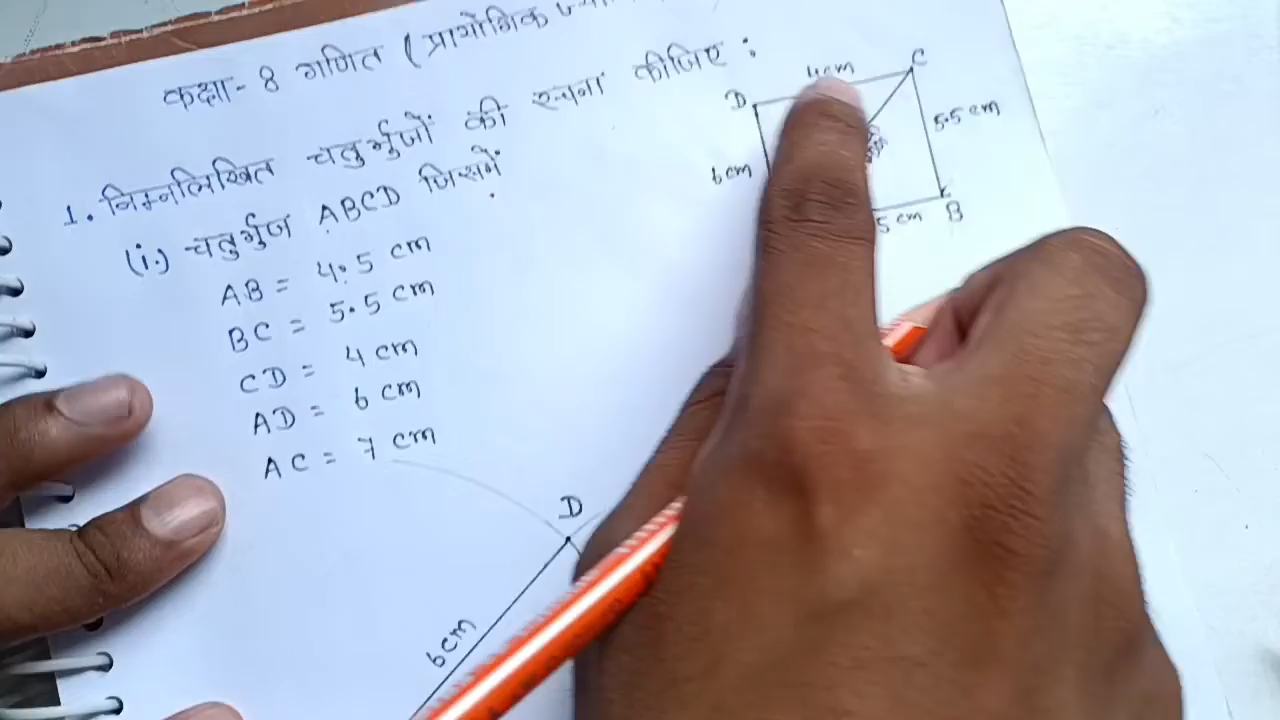 कक्षा - 8 गणित ( प्रायोगिक
1. निम्नलिखित चतुर्भुजों की रचना कीजिए :
(i.) चतुर्भुज ABCD जिसमें
AB = 4.5 cm
BC = 5.5 cm
CD = 4 cm
AD = 6 cm
AC = 7 cm
4cm
C
D
5.5 cm
6cm
5 cm
B
D
6cm